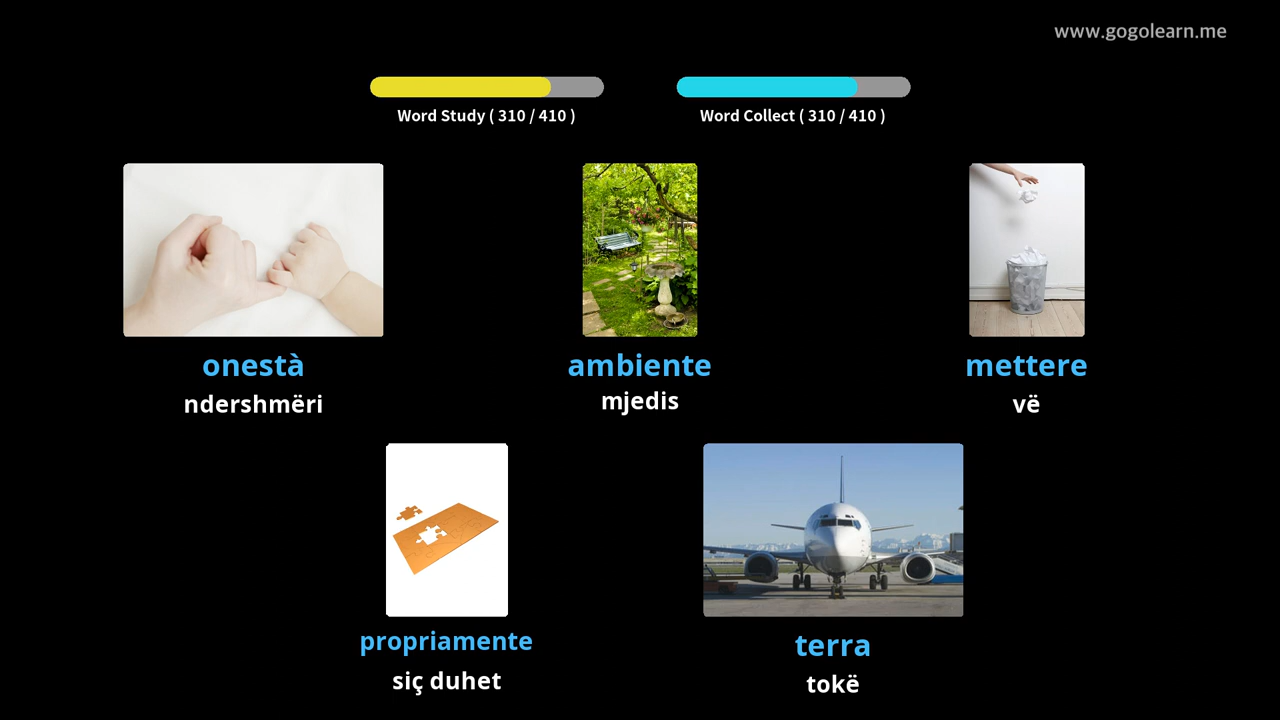 www.gogolearn.me
Word Study ( 310 / 410 )
Word Collect ( 310 / 410 )
onestà
ndershmëri
ambiente
mjedis
mettere
vë
propriamente
siç duhet
terra
tokë